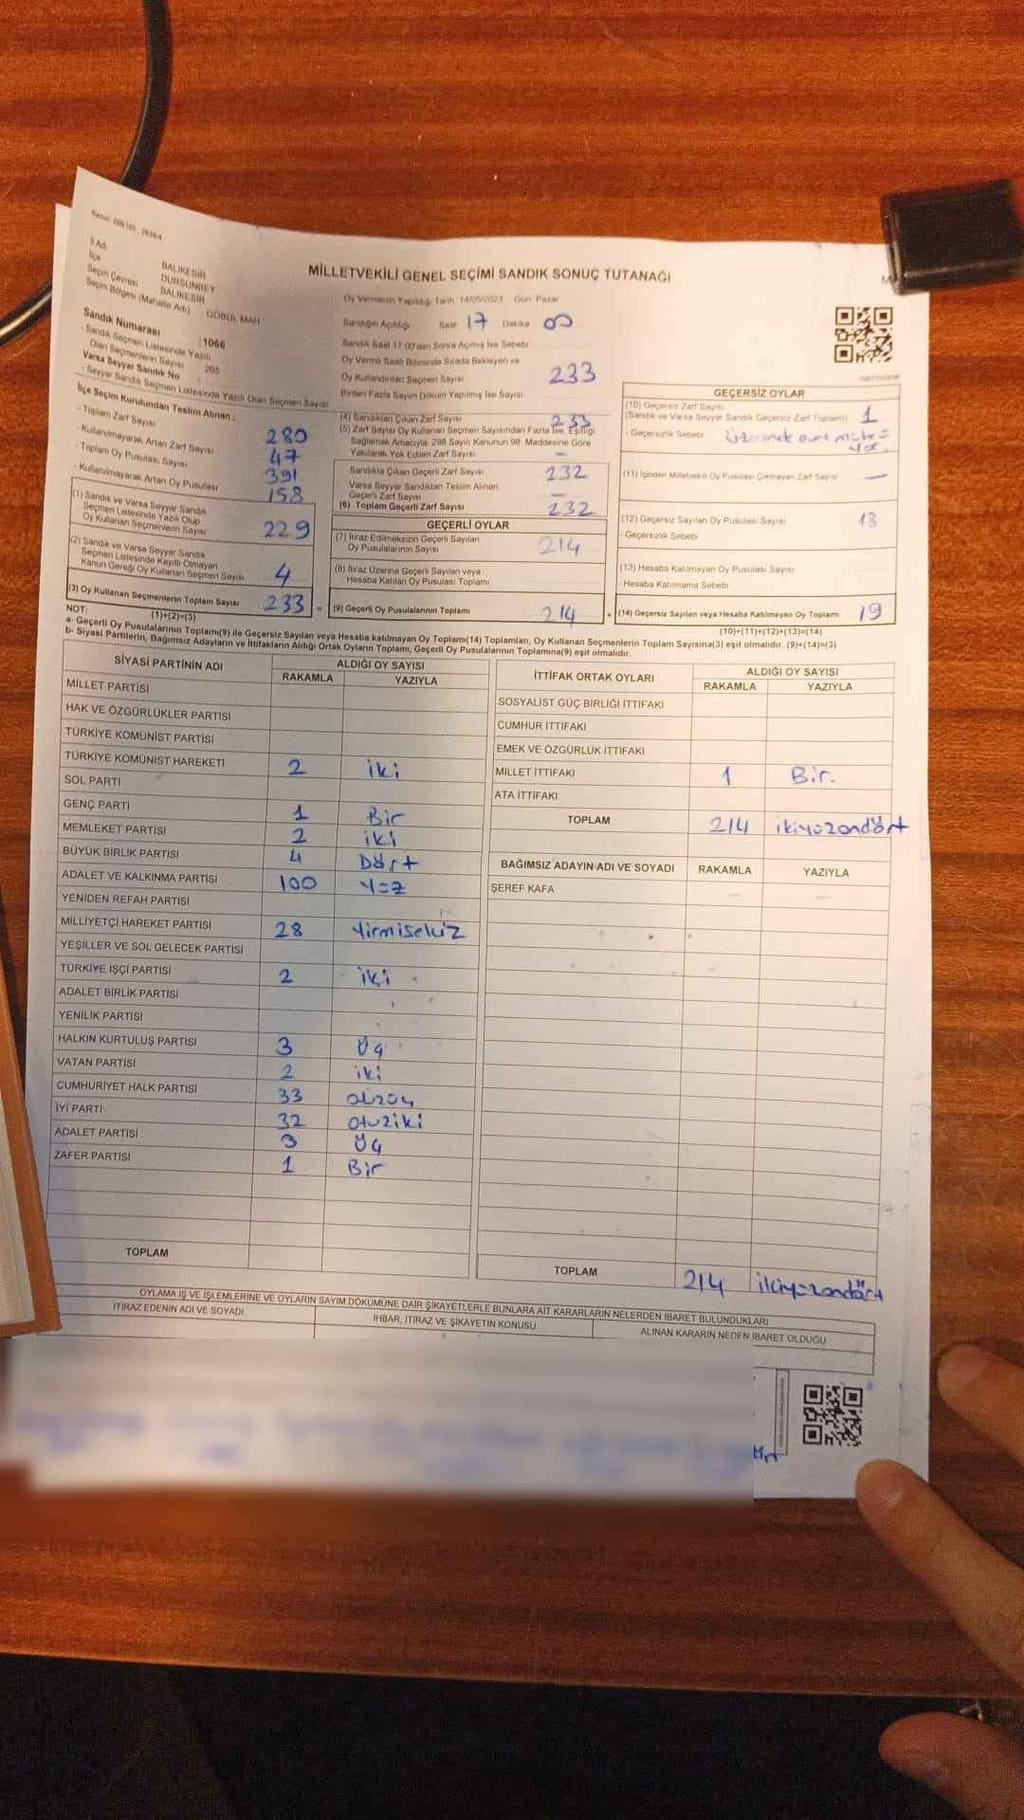 İl Adı
BALIKESİR
İlçe
DURSUNBEY
Seçim Çevresi
BALIKESİR
Seçim Bölgesi (Mahalle Adı)
GÖBÜL MAH
Sandık Numarası : 1066
- Sandık Seçmen Listesinde Yazılı
Olan Seçmenlerin Sayısı 265
Varsa Seyyar Sandık No
- Seyyar Sandık Seçmen Listesinde Yazılı Olan Seçmen Sayısı
MİLLETVEKİLİ GENEL SEÇİMİ SANDIK SONUÇ TUTANAĞI
Oy Vermenin Yapıldığı Tarih: 14/05/2023 Gün: Pazar
Sandığın Açıldığı Saat 17 Dakika 00
Sandık Saat 17:00'dan Sonra Açılmış İse Sebebi
Oy Verme Saati Bitiminde Sırada Bekleyen ve
Oy Kullandırılan Seçmen Sayısı 233
Birden Fazla Sayım Döküm Yapılmış İse Sayısı
İlçe Seçim Kurulundan Teslim Alınan :
- Toplam Zarf Sayısı 280
- Kullanılmayarak Artan Zarf Sayısı 47
- Toplam Oy Pusulası Sayısı 391
- Kullanılmayarak Artan Oy Pusulası 158
(1) Sandık ve Varsa Seyyar Sandık
Seçmen Listesinde Yazılı Olup
Oy Kullanan Seçmenlerin Sayısı 229
(2) Sandık ve Varsa Seyyar Sandık
Seçmen Listesinde Kayıtlı Olmayan
Kanun Gereği Oy Kullanan Seçmen Sayısı 4
(3) Oy Kullanan Seçmenlerin Toplam Sayısı 233
(1)+(2)=(3)
(4) Sandıktan Çıkan Zarf Sayısı 233
(5) Zarf Sayısı Oy Kullanan Seçmen Sayısından Fazla İse, Eşitliği
Sağlamak Amacıyla; 298 Sayılı Kanunun 98. Maddesine Göre
Yakılarak Yok Edilen Zarf Sayısı –
Sandıkta Çıkan Geçerli Zarf Sayısı 232
Varsa Seyyar Sandıktan Teslim Alınan
Geçerli Zarf Sayısı –
(6) Toplam Geçerli Zarf Sayısı 232
GEÇERLİ OYLAR
(7) İtiraz Edilmeksizin Geçerli Sayılan
Oy Pusulalarının Sayısı 214
(8) İtiraz Üzerine Geçerli Sayılan veya
Hesaba Katılan Oy Pusulası Toplamı
(9) Geçerli Oy Pusulalarının Toplamı 214
GEÇERSİZ OYLAR
(10) Geçersiz Zarf Sayısı
(Sandık ve Varsa Seyyar Sandık Geçersiz Zarf Toplamı) 1
- Geçersizlik Sebebi
(11) İçinden Milletvekili Oy Pusulası Çıkmayan Zarf Sayısı –
(12) Geçersiz Sayılan Oy Pusulası Sayısı 18
- Geçersizlik Sebebi
(13) Hesaba Katılmayan Oy Pusulası Sayısı
- Hesaba Katılmama Sebebi
(14) Geçersiz Sayılan veya Hesaba Katılmayan Oy Toplamı 19
(10)+(11)+(12)+(13)=(14)
NOT:
a- Geçerli Oy Pusulalarının Toplamı(9) ile Geçersiz Sayılan veya Hesaba katılmayan Oy Toplamı(14) Toplamları, Oy Kullanan Seçmenlerin Toplam Sayısına(3) eşit olmalıdır. (9)+(14)=(3)
b- Siyasi Partilerin, Bağımsız Adayların ve İttifakların Aldığı Ortak Oyların Toplamı, Geçerli Oy Pusulalarının Toplamına(9) eşit olmalıdır.
SİYASİ PARTİNİN ADI ALDIĞI OY SAYISI
RAKAMLA YAZIYLA
MİLLET PARTİSİ
HAK VE ÖZGÜRLÜKLER PARTİSİ
TÜRKİYE KOMÜNİST PARTİSİ
TÜRKİYE KOMÜNİST HAREKETİ 2 iki
SOL PARTİ
GENÇ PARTİ 1 Bir
MEMLEKET PARTİSİ 2 iki
BÜYÜK BİRLİK PARTİSİ 4 Dört
ADALET VE KALKINMA PARTİSİ 100 Yüz
YENİDEN REFAH PARTİSİ
MİLLİYETÇİ HAREKET PARTİSİ 28 Yirmisekiz
YEŞİLLER VE SOL GELECEK PARTİSİ
TÜRKİYE İŞÇİ PARTİSİ 2 iki
ADALET BİRLİK PARTİSİ
YENİLİK PARTİSİ
HALKIN KURTULUŞ PARTİSİ 3 Üç
VATAN PARTİSİ 2 iki
CUMHURİYET HALK PARTİSİ 33
İYİ PARTİ 32 otuziki
ADALET PARTİSİ 3 Üç
ZAFER PARTİSİ 1 Bir
TOPLAM
İTTİFAK ORTAK OYLARI ALDIĞI OY SAYISI
RAKAMLA YAZIYLA
SOSYALİST GÜÇ BİRLİĞİ İTTİFAKI
CUMHUR İTTİFAKI
EMEK VE ÖZGÜRLÜK İTTİFAKI
MİLLET İTTİFAKI 1 Bir.
ATA İTTİFAKI
TOPLAM 214 ikiyüzondört
BAĞIMSIZ ADAYIN ADI VE SOYADI RAKAMLA YAZIYLA
ŞEREF KAFA – –
TOPLAM 214 ikiyüzondört
OYLAMA İŞ VE İŞLEMLERİNE VE OYLARIN SAYIM DÖKÜMÜNE DAİR ŞİKAYETLERLE BUNLARA AİT KARARLARIN NELERDEN İBARET BULUNDUKLARI
İTİRAZ EDENİN ADI VE SOYADI İHBAR, İTİRAZ VE ŞİKAYETİN KONUSU ALINAN KARARIN NEDEN İBARET OLDUĞU